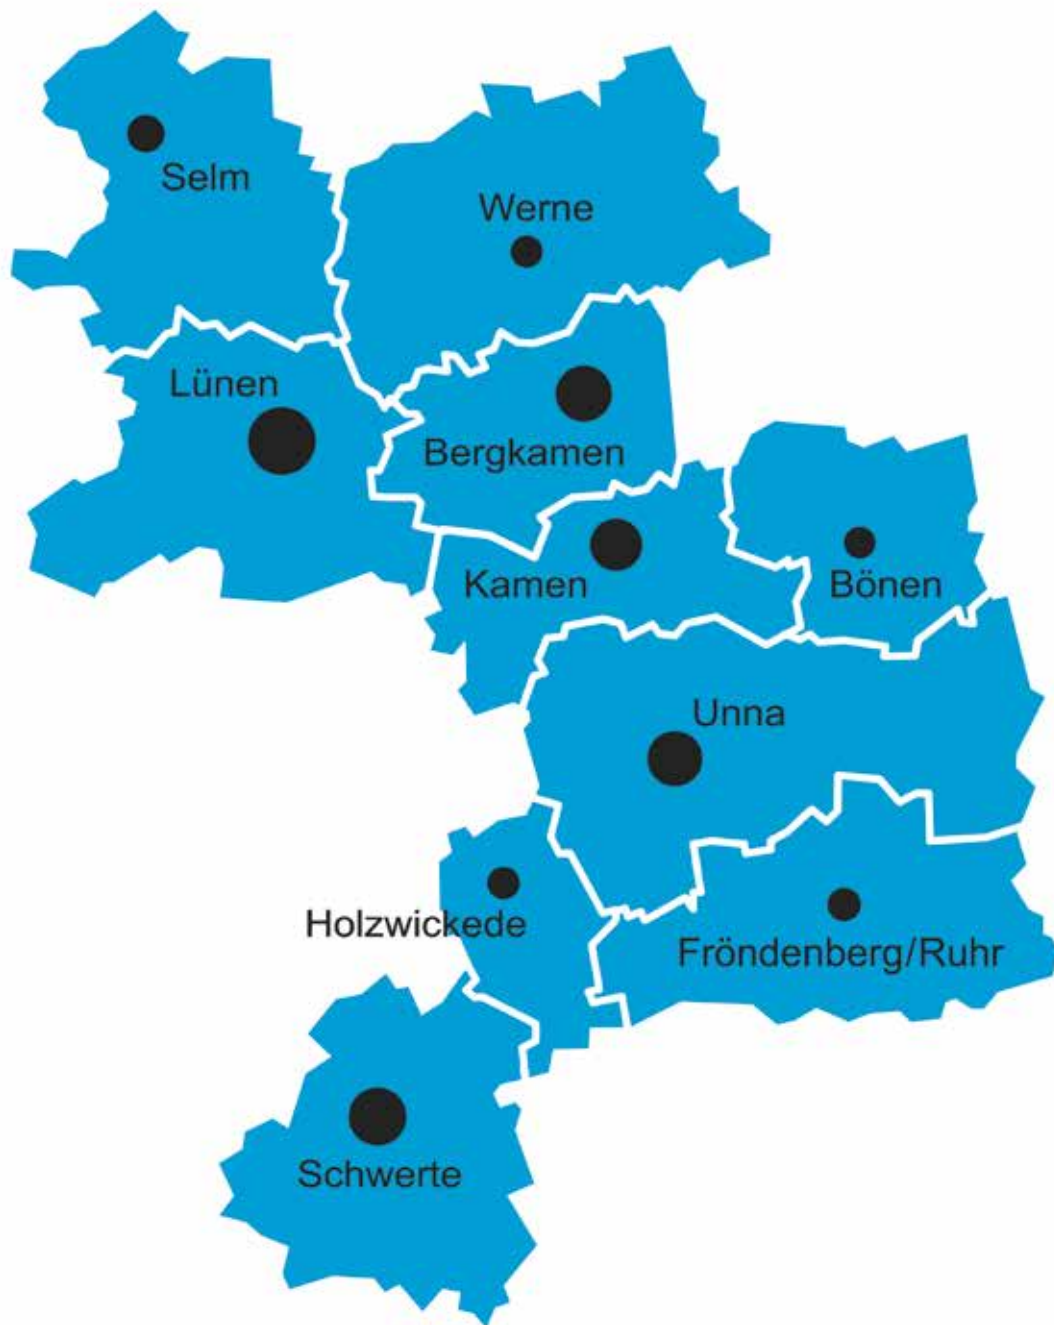 Selm
Werne
Lünen
Bergkamen
Kamen
Bönen
Unna
Holzwickede
Fröndenberg/Ruhr
Schwerte